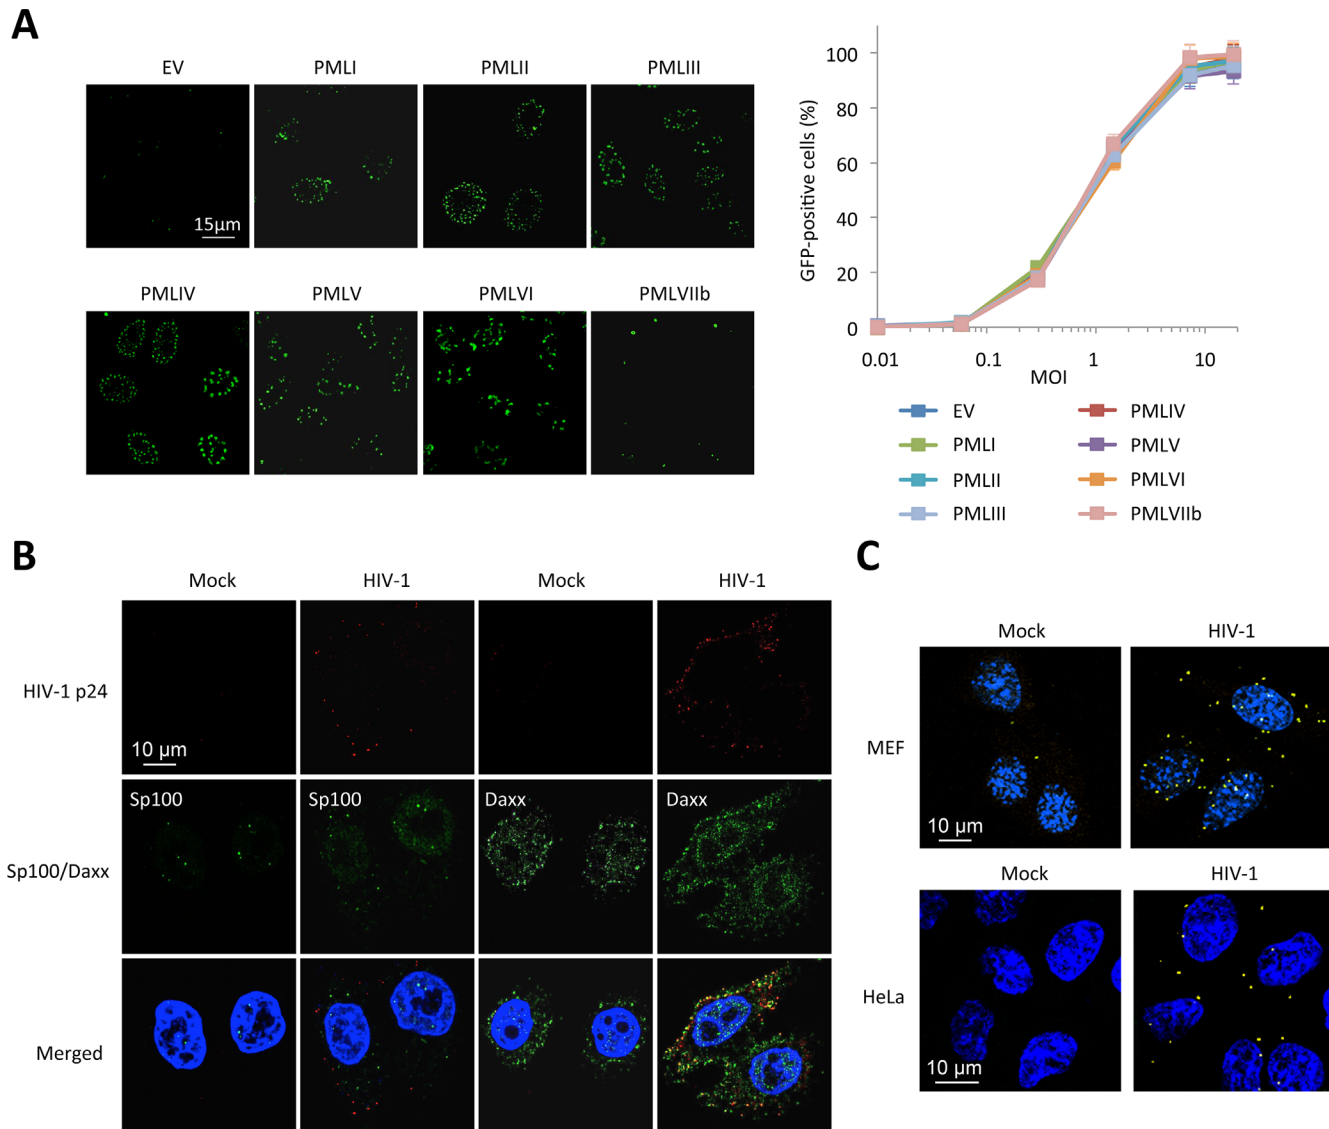 A
EV
PMLI
PMLII
PMLIII
15µm
PMLIV
PMLV
PMLVI
PMLVIIb
GFP-positive cells (%)
100
80
60
40
20
0
0.01
0.1
1
10
MOI
EV
PMLIV
PMLI
PMLV
PMLII
PMLVI
PMLIII
PMLVIIb
B
Mock
HIV-1
Mock
HIV-1
HIV-1 p24
10 µm
Sp100/Daxx
Sp100
Sp100
Daxx
Daxx
Merged
C
Mock
HIV-1
MEF
10 µm
Mock
HIV-1
HeLa
10 µm